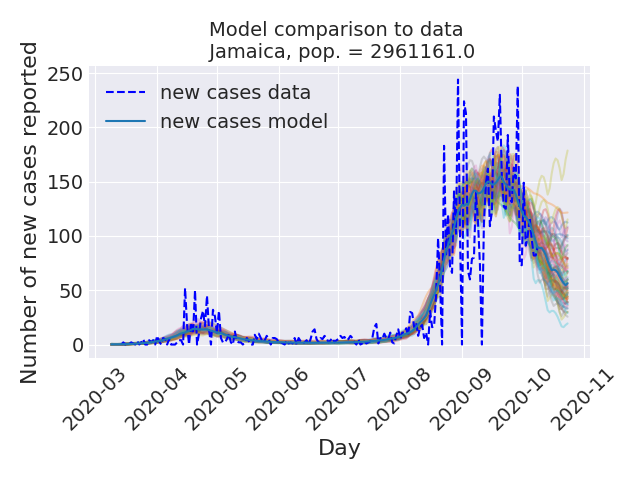 Model comparison to data
Jamaica, pop. = 2961161.0
Number of new cases reported
250
200
150
100
50
0
new cases data
new cases model
2020-03
2020-04
2020-05
2020-06
2020-07
2020-08
2020-09
2020-10
2020-11
Day